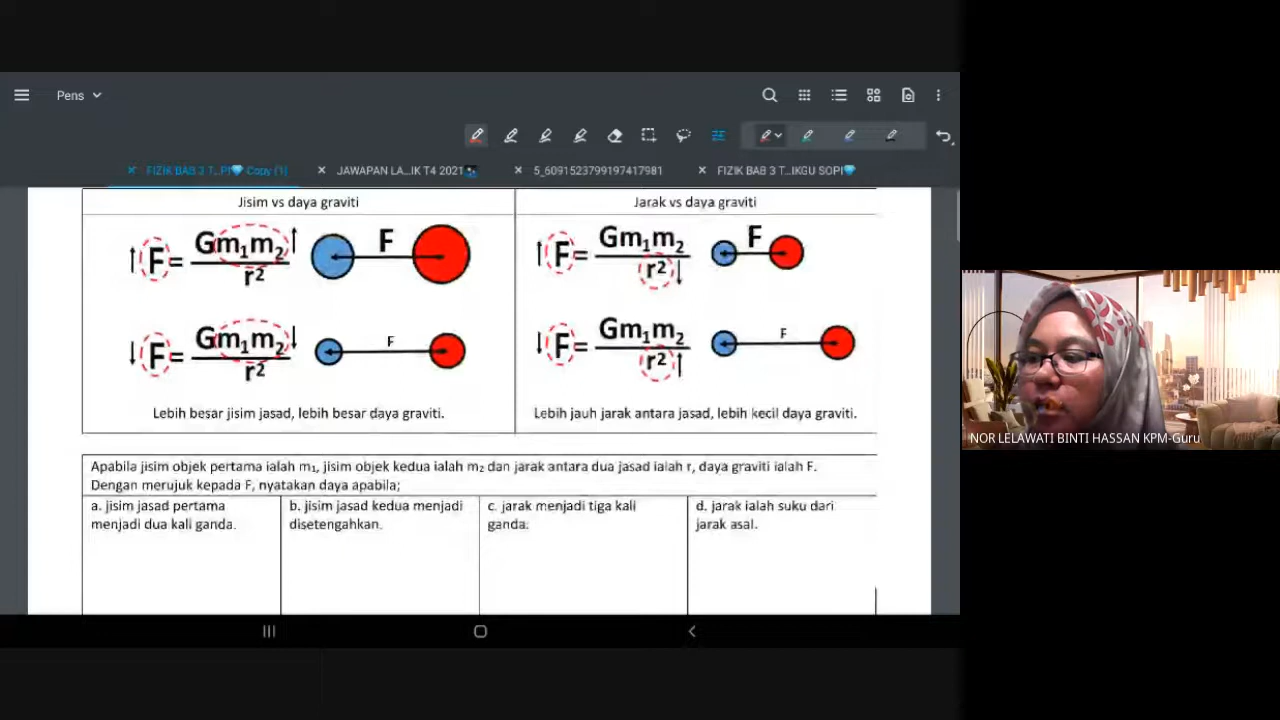 Pens
FIZIK BAB 3 T...PI💎 Copy (1)
JAWAPAN LA...IK T4 2021
5_6091523799197417981
FIZIK BAB 3 T...IKGU SOPI💎
Jisim vs daya graviti
Jarak vs daya graviti
↑F = Gm₁m₂↑ / r²
F
↓F = Gm₁m₂↓ / r²
F
Lebih besar jisim jasad, lebih besar daya graviti.
↑F = Gm₁m₂ / r²↓
F
↓F = Gm₁m₂ / r²↑
F
Lebih jauh jarak antara jasad, lebih kecil daya graviti.
Apabila jisim objek pertama ialah m₁, jisim objek kedua ialah m₂ dan jarak antara dua jasad ialah r, daya graviti ialah F.
Dengan merujuk kepada F, nyatakan daya apabila;
a. jisim jasad pertama
menjadi dua kali ganda.
b. jisim jasad kedua menjadi
disetengahkan.
c. jarak menjadi tiga kali
ganda.
d. jarak ialah suku dari
jarak asal.
NOR LELAWATI BINTI HASSAN KPM-Guru